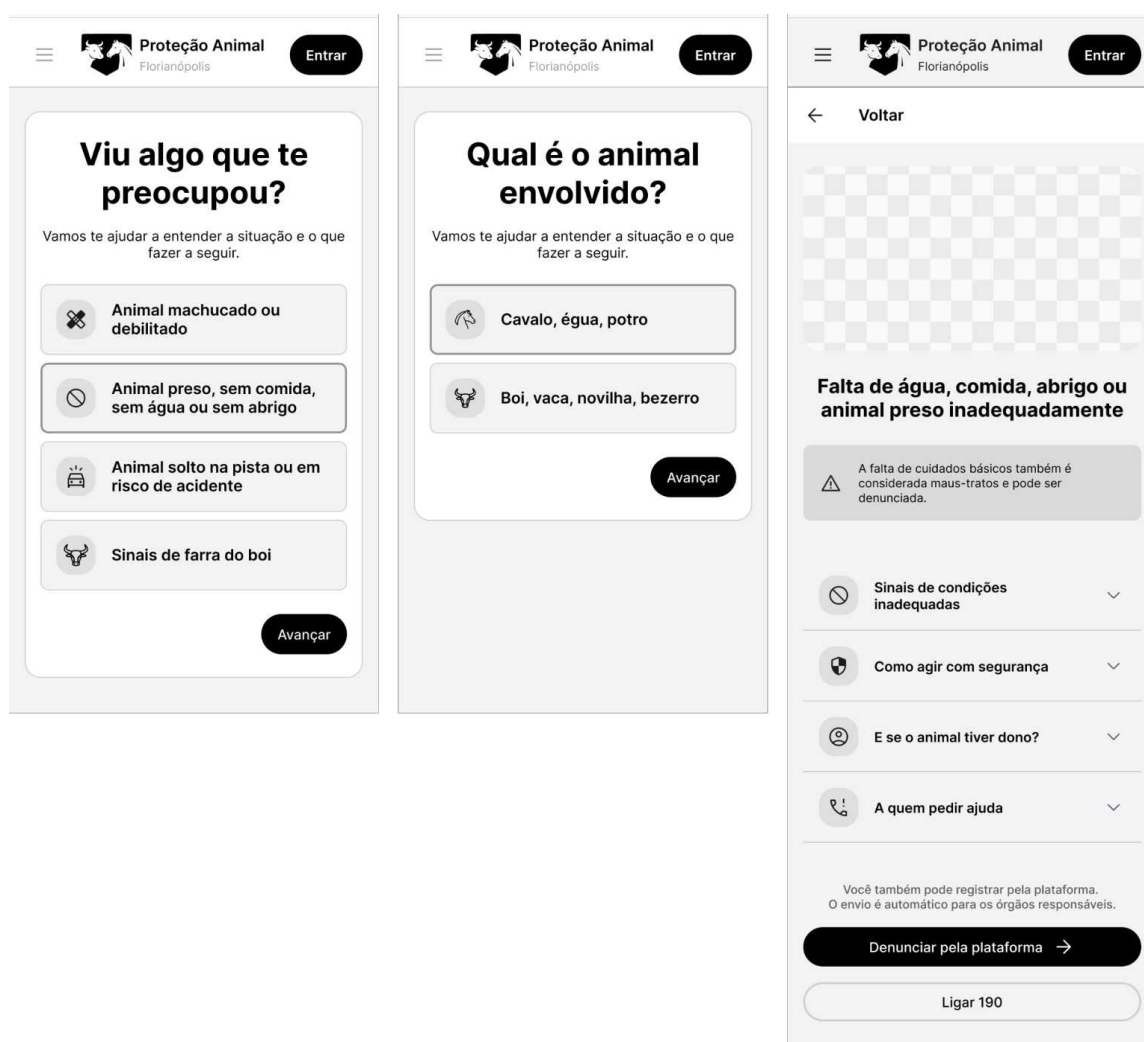 Proteção Animal
Florianópolis
Entrar
Viu algo que te
preocupou?
Vamos te ajudar a entender a situação e o que
fazer a seguir.
Animal machucado ou
debilitado
Animal preso, sem comida,
sem água ou sem abrigo
Animal solto na pista ou em
risco de acidente
Sinais de farra do boi
Avançar
Proteção Animal
Florianópolis
Entrar
Qual é o animal
envolvido?
Vamos te ajudar a entender a situação e o que
fazer a seguir.
Cavalo, égua, potro
Boi, vaca, novilha, bezerro
Avançar
Proteção Animal
Florianópolis
Entrar
Voltar
Falta de água, comida, abrigo ou
animal preso inadequadamente
A falta de cuidados básicos também é
considerada maus-tratos e pode ser
denunciada.
Sinais de condições
inadequadas
Como agir com segurança
E se o animal tiver dono?
A quem pedir ajuda
Você também pode registrar pela plataforma.
O envio é automático para os órgãos responsáveis.
Denunciar pela plataforma
Ligar 190